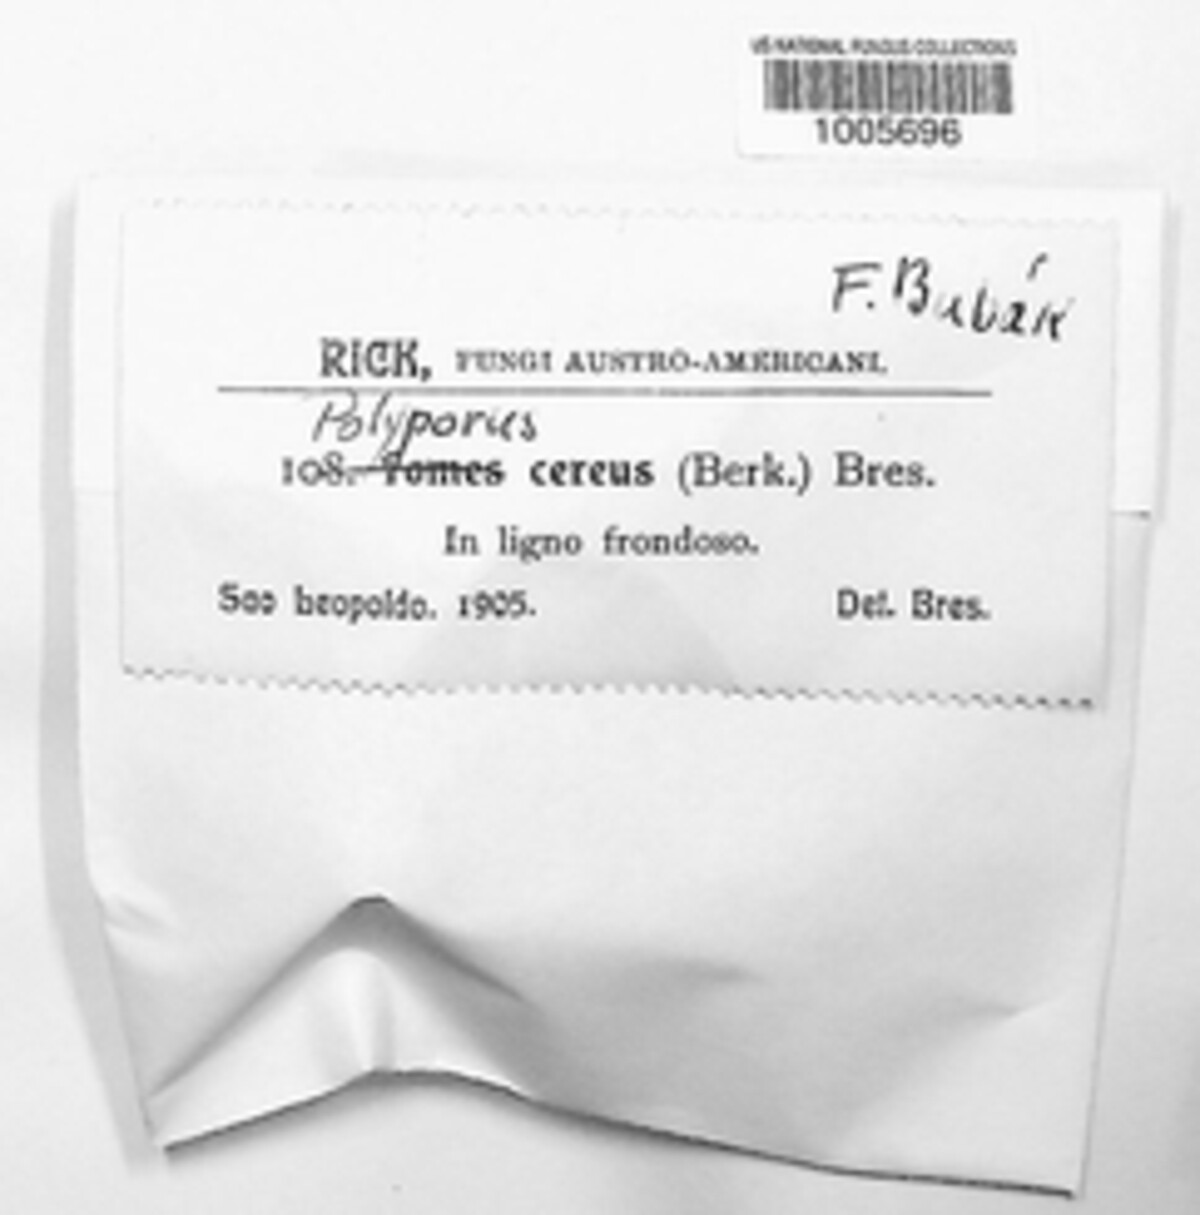 US NATIONAL FUNGUS COLLECTIONS
1005696
F. Bubák
RICK, FUNGI AUSTRO-AMERICANI.
Polyporus
108. Fomes cereus (Berk.) Bres.
In ligno frondoso.
Sao Leopoldo. 1905. Det. Bres.